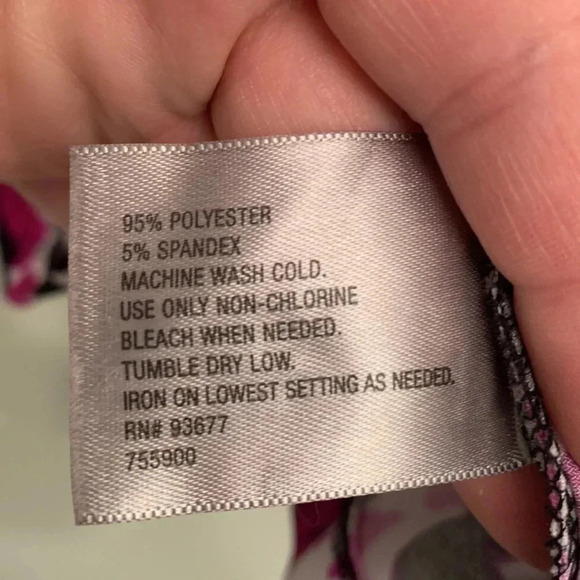 95% POLYESTER
5% SPANDEX
MACHINE WASH COLD.
USE ONLY NON-CHLORINE
BLEACH WHEN NEEDED.
TUMBLE DRY LOW.
IRON ON LOWEST SETTING AS NEEDED.
RN# 93677
755900